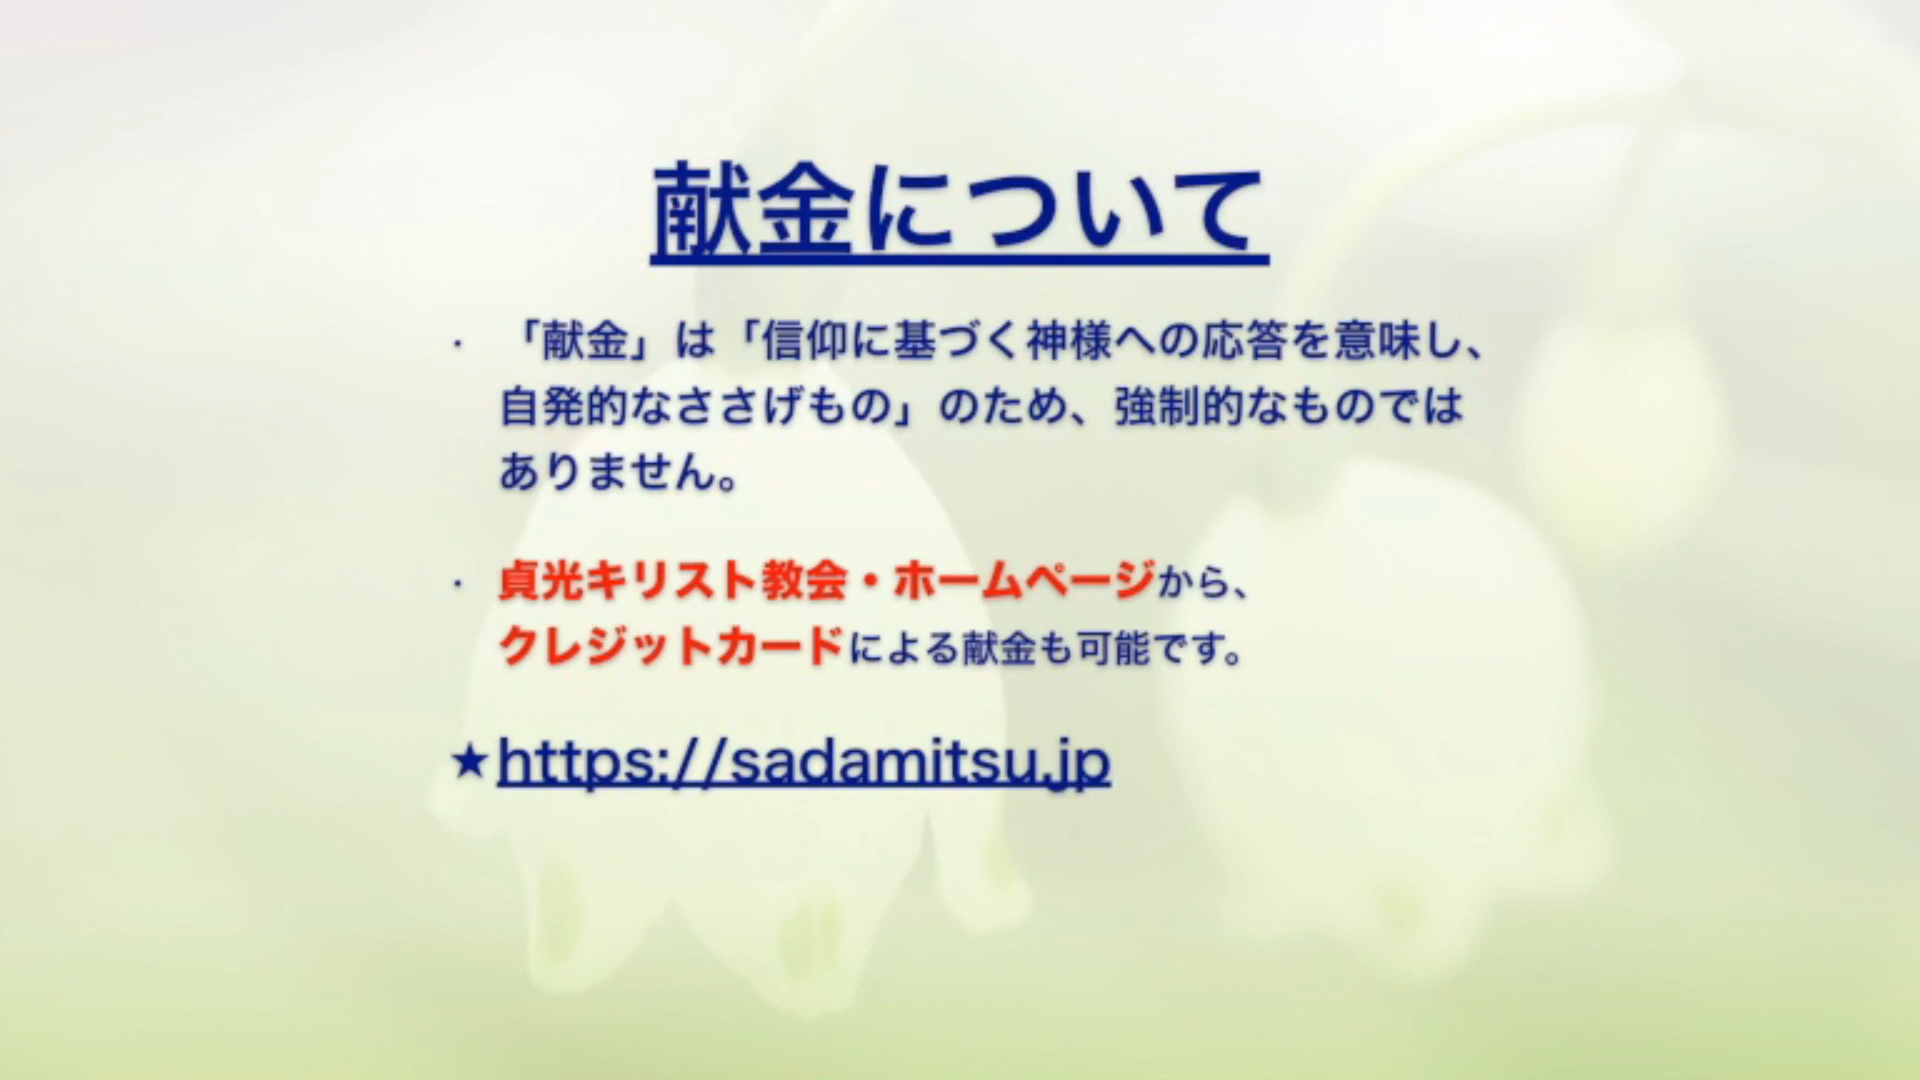 献金について
・「献金」は「信仰に基づく神様への応答を意味し、
自発的なささげもの」のため、強制的なものでは
ありません。
・貞光キリスト教会・ホームページから、
クレジットカードによる献金も可能です。
★https://sadamitsu.jp